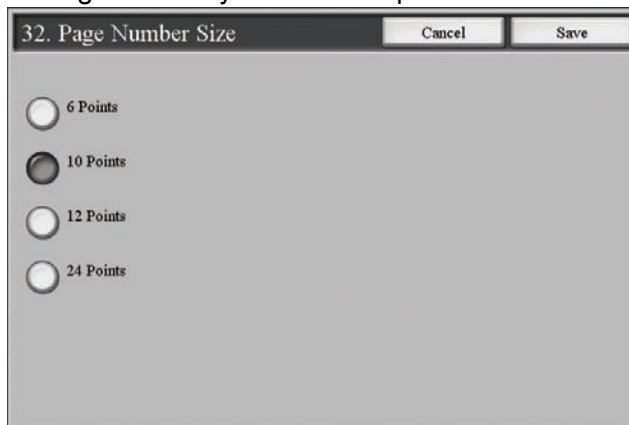 32. Page Number Size
Cancel
Save
6 Points
10 Points
12 Points
24 Points